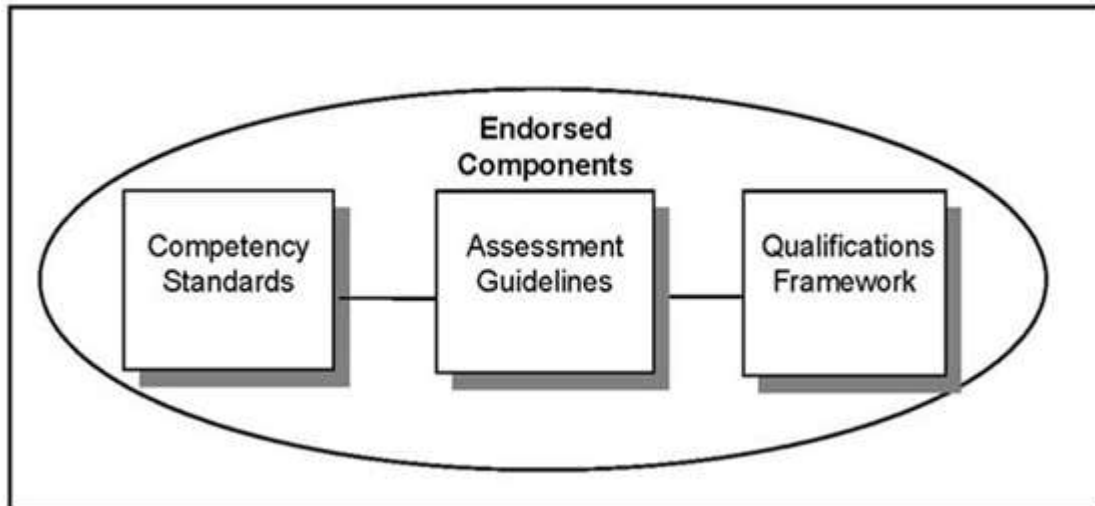 Endorsed
Components
Competency
Standards
Assessment
Guidelines
Qualifications
Framework